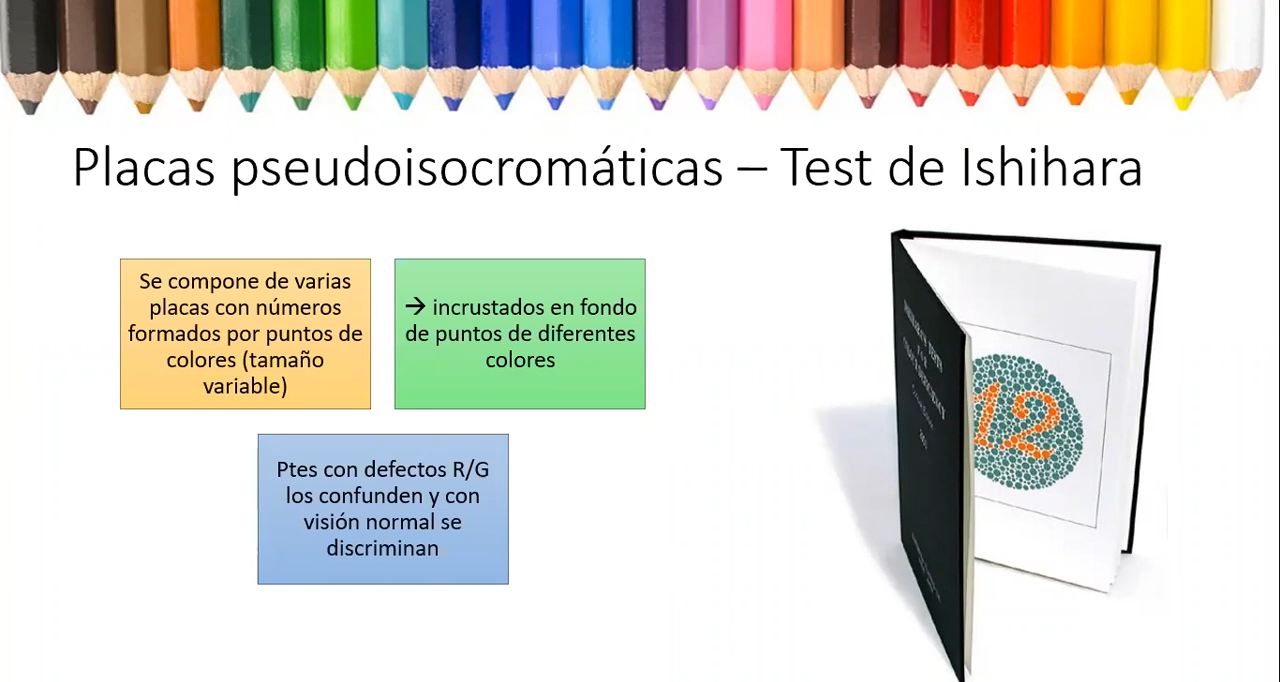 Placas pseudoisocromáticas – Test de Ishihara
Se compone de varias
placas con números
formados por puntos de
colores (tamaño
variable)
→ incrustados en fondo
de puntos de diferentes
colores
Ptes con defectos R/G
los confunden y con
visión normal se
discriminan
12